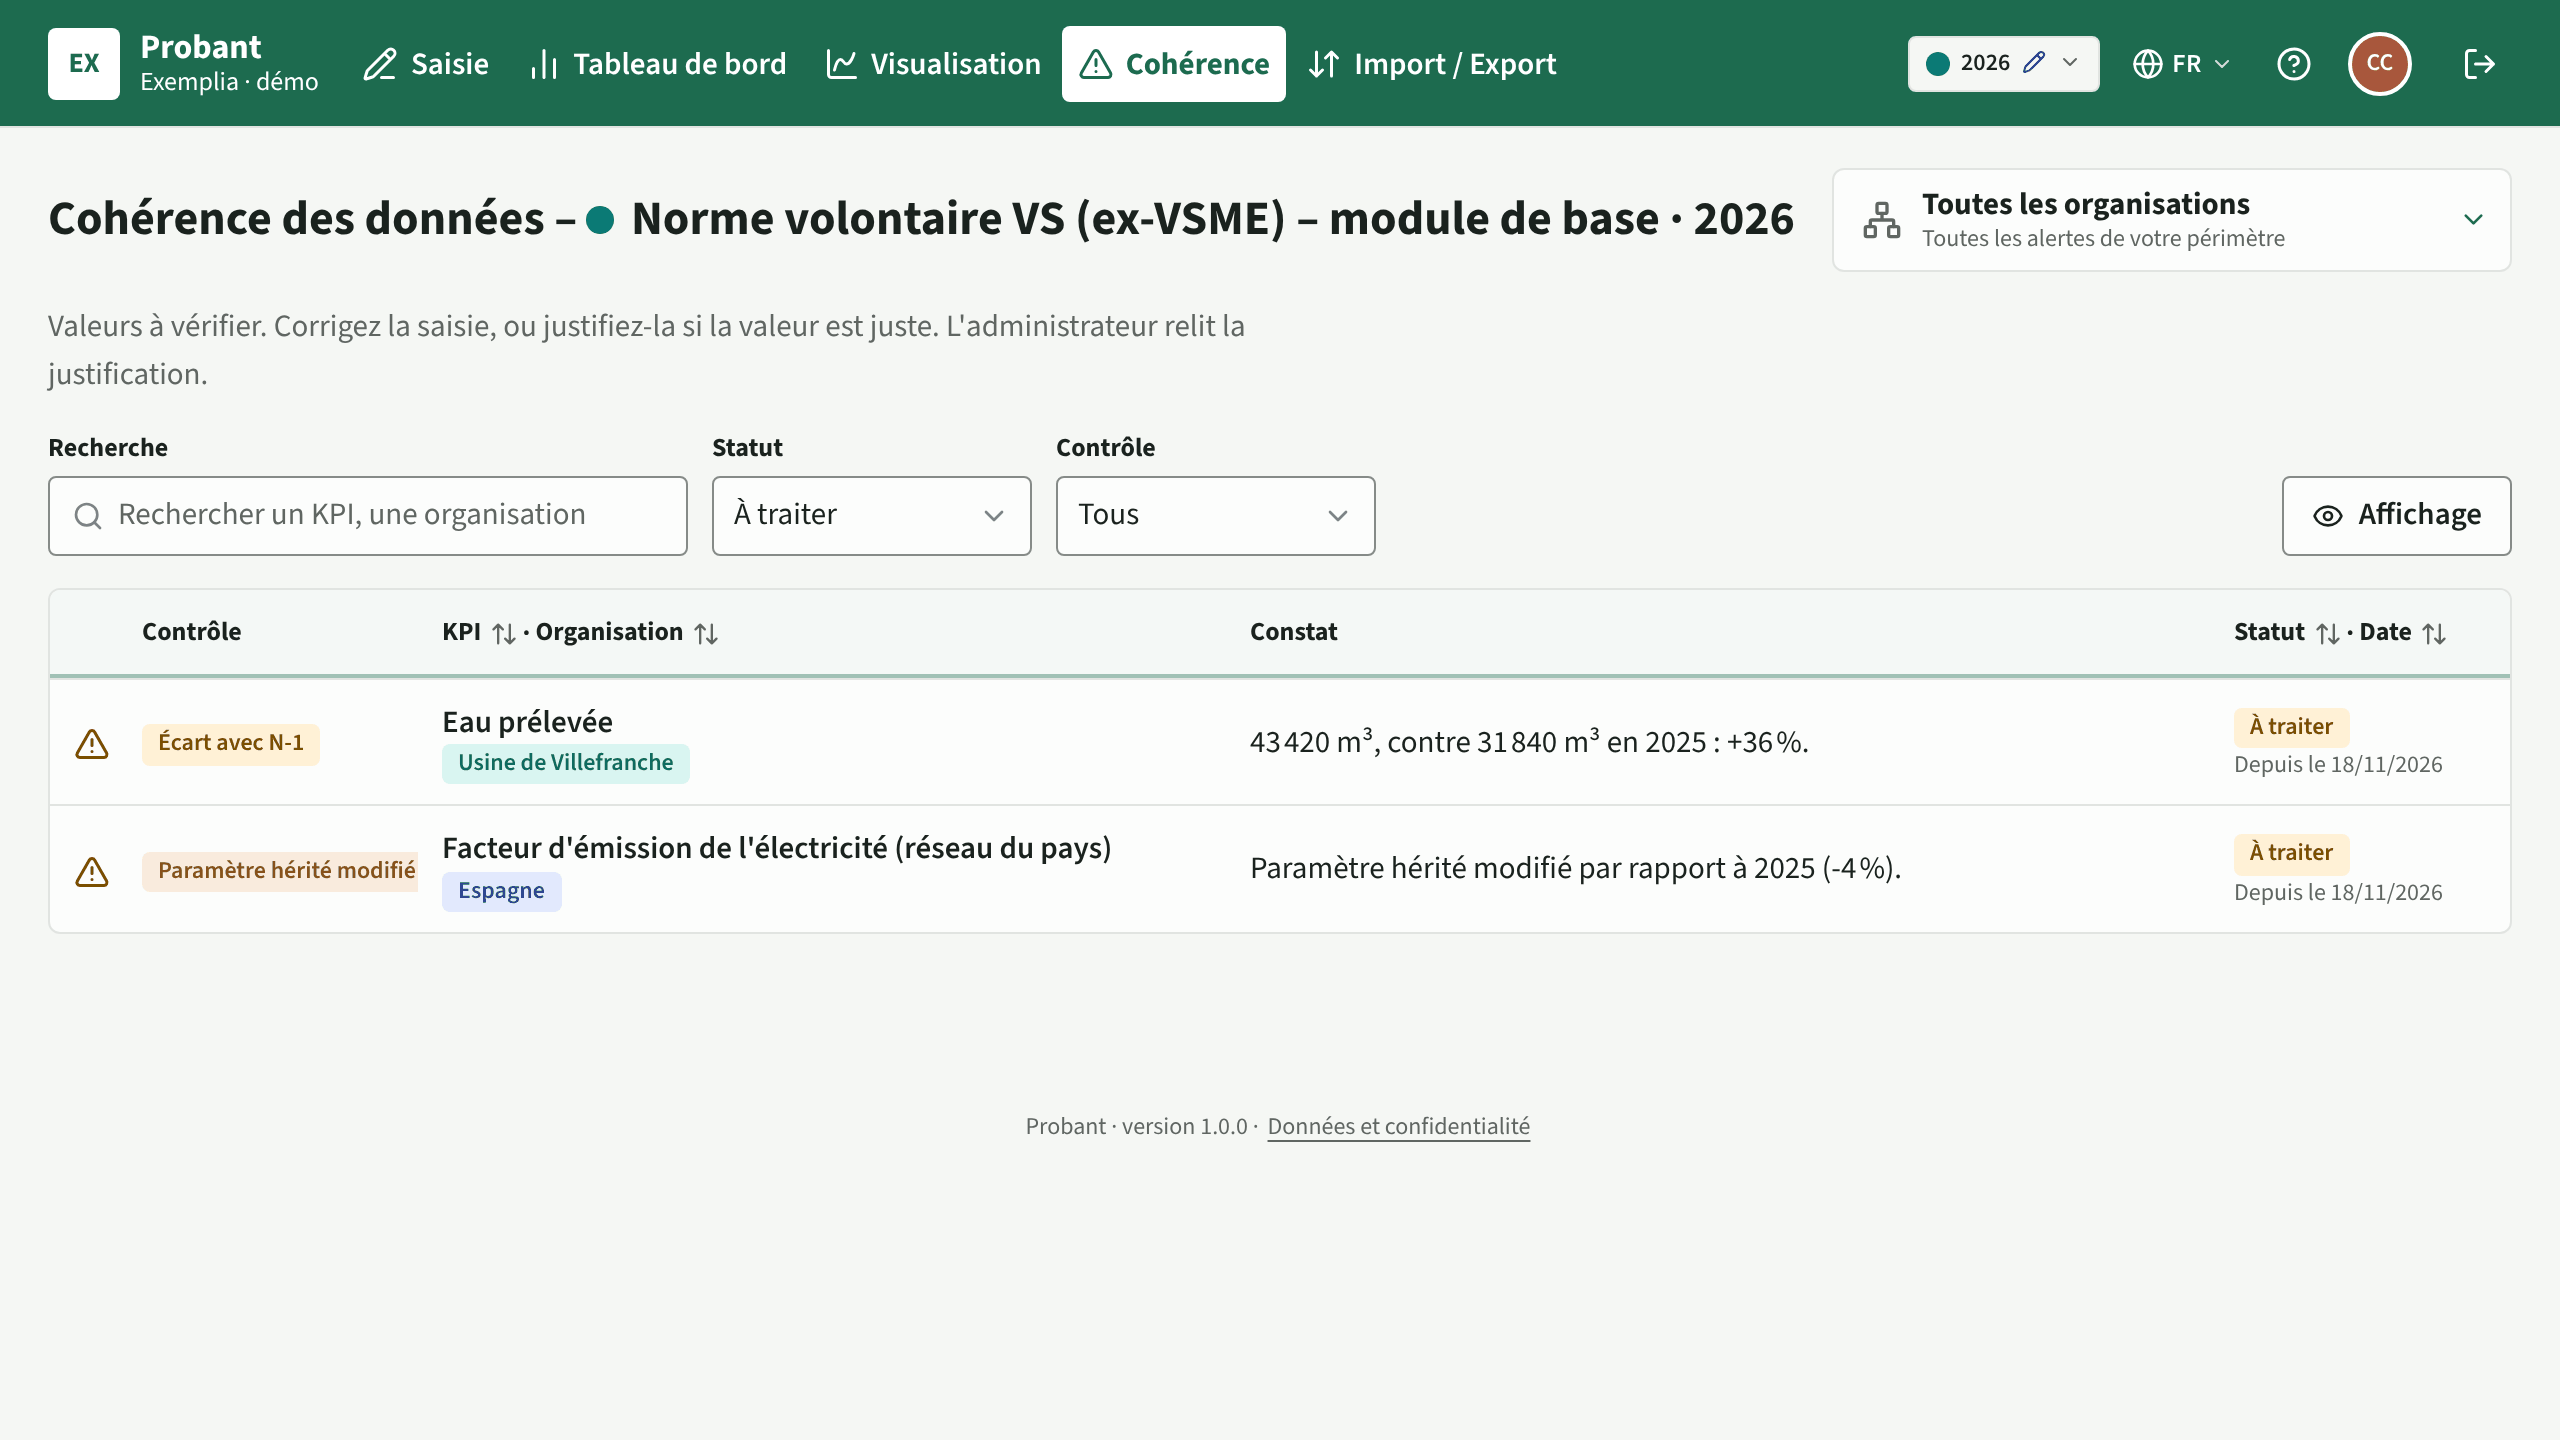 EX
Probant
Exemplia · démo
Saisie
Tableau de bord
Visualisation
Cohérence
Import / Export
2026
FR
CC
Cohérence des données – Norme volontaire VS (ex-VSME) – module de base · 2026
Toutes les organisations
Toutes les alertes de votre périmètre
Valeurs à vérifier. Corrigez la saisie, ou justifiez-la si la valeur est juste. L'administrateur relit la
justification.
Recherche
Statut
Contrôle
Rechercher un KPI, une organisation
À traiter
Tous
Affichage
Contrôle
KPI · Organisation
Constat
Statut · Date
Écart avec N-1
Eau prélevée
Usine de Villefranche
43 420 m³, contre 31 840 m³ en 2025 : +36 %.
À traiter
Depuis le 18/11/2026
Paramètre hérité modifié
Facteur d'émission de l'électricité (réseau du pays)
Espagne
Paramètre hérité modifié par rapport à 2025 (-4 %).
À traiter
Depuis le 18/11/2026
Probant · version 1.0.0 · Données et confidentialité